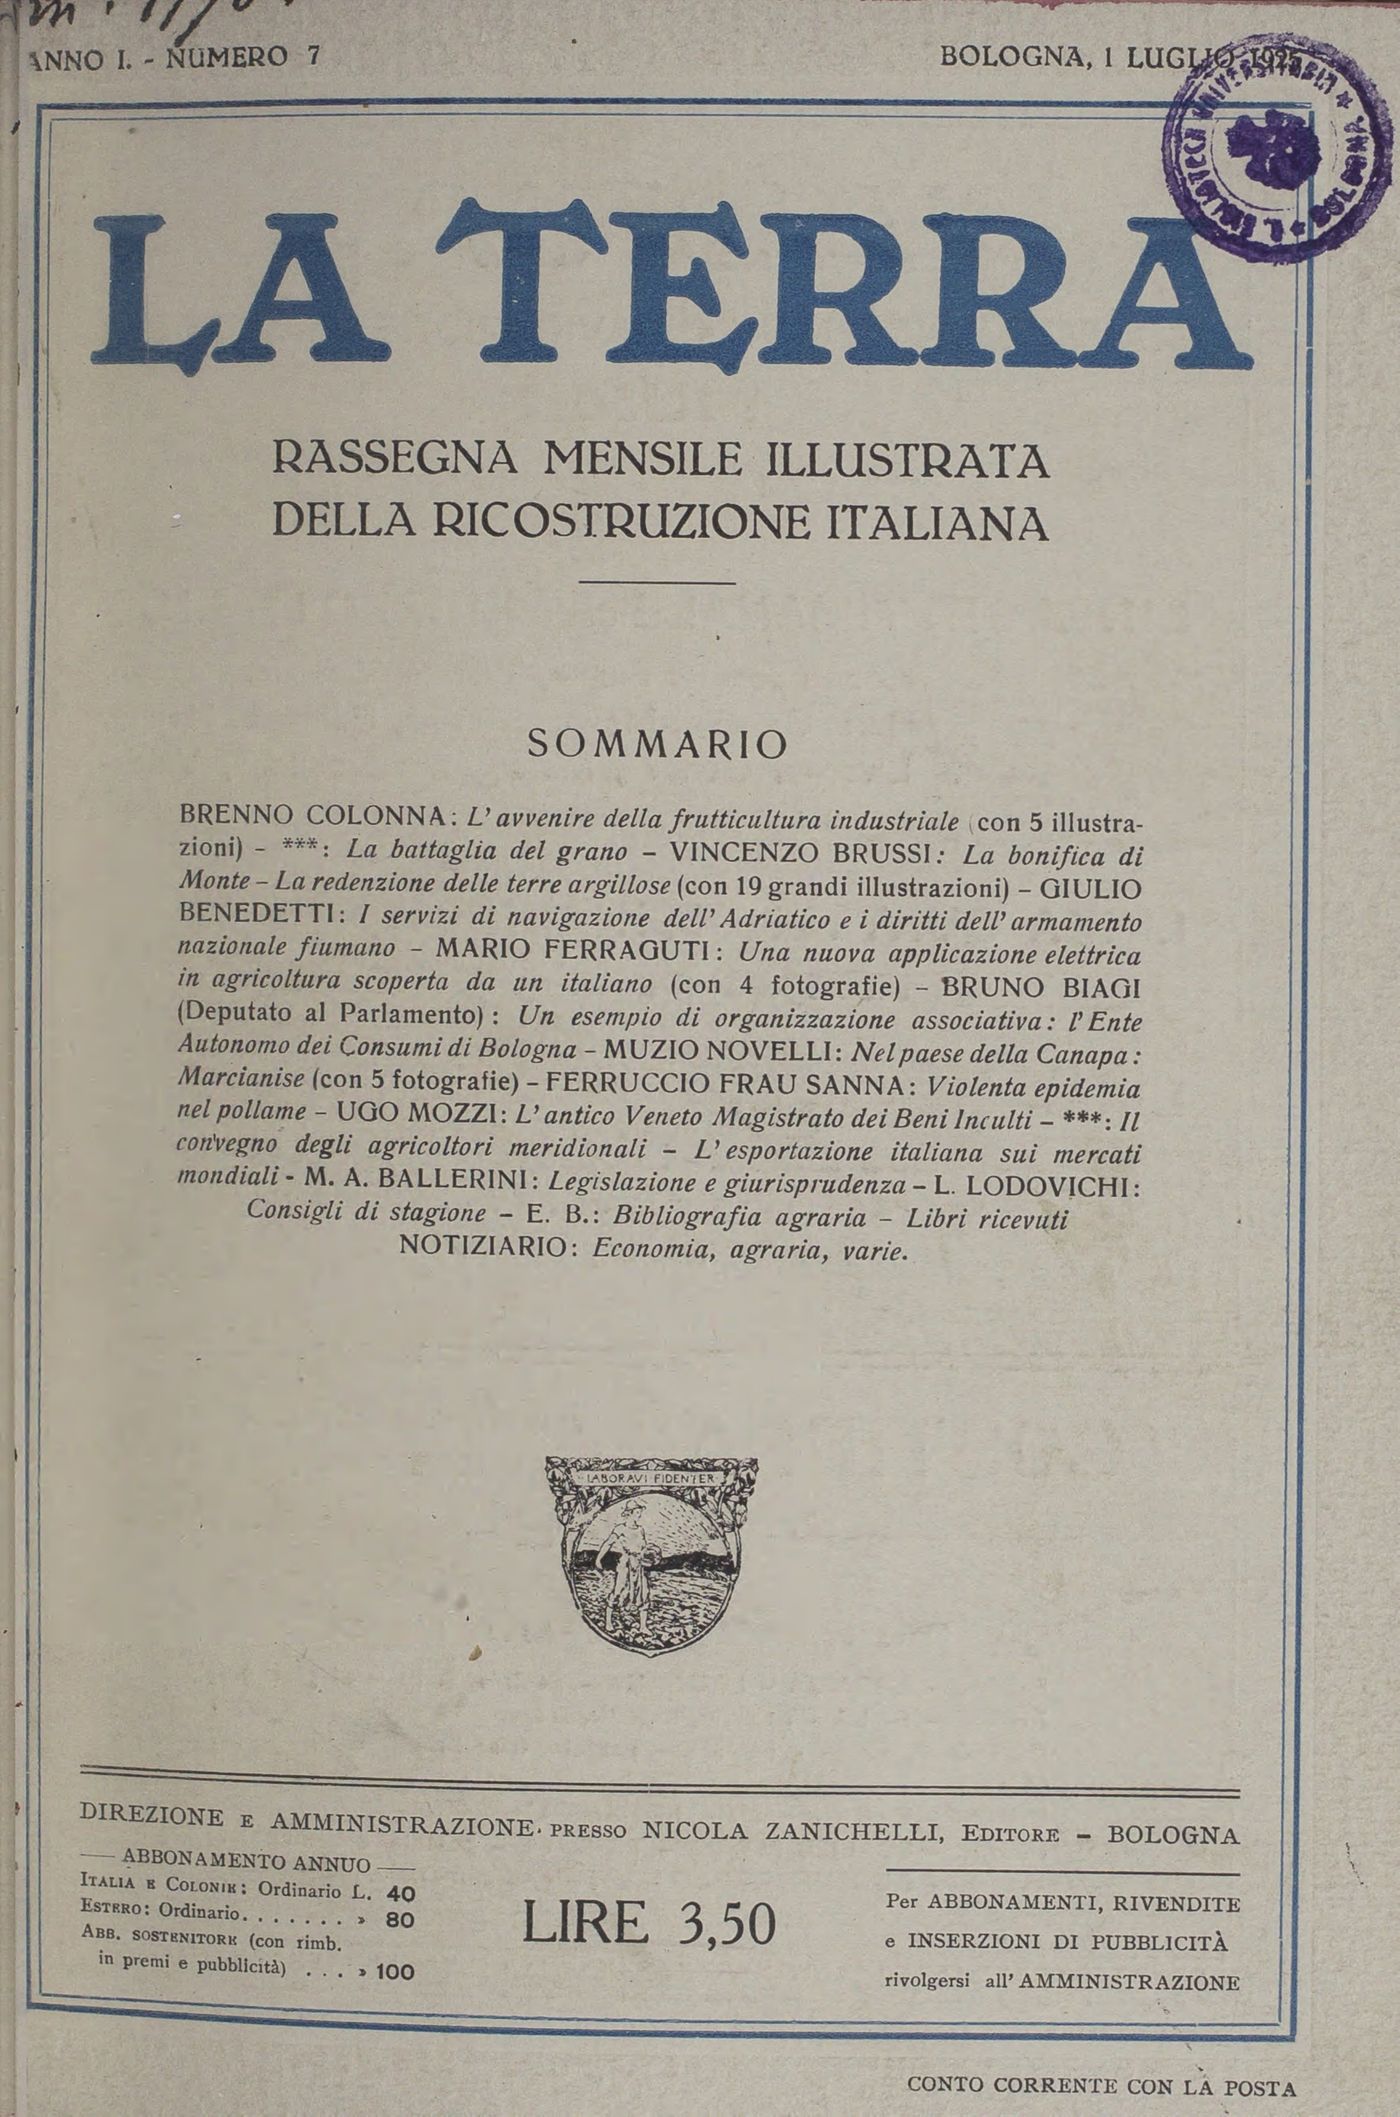 ANNO I. - NUMERO 7
BOLOGNA, 1 LUGLIO 1925
R. BIBLIOTECA UNIVERSITARIA * BOLOGNA *
LA TERRA
RASSEGNA MENSILE ILLUSTRATA
DELLA RICOSTRUZIONE ITALIANA
SOMMARIO
BRENNO COLONNA: L' avvenire della frutticultura industriale (con 5 illustra-
zioni) - ***: La battaglia del grano - VINCENZO BRUSSI: La bonifica di
Monte - La redenzione delle terre argillose (con 19 grandi illustrazioni) - GIULIO
BENEDETTI: I servizi di navigazione dell' Adriatico e i diritti dell' armamento
nazionale fiumano - MARIO FERRAGUTI: Una nuova applicazione elettrica
in agricoltura scoperta da un italiano (con 4 fotografie) - BRUNO BIAGI
(Deputato al Parlamento): Un esempio di organizzazione associativa: l' Ente
Autonomo dei Consumi di Bologna - MUZIO NOVELLI: Nel paese della Canapa:
Marcianise (con 5 fotografie) - FERRUCCIO FRAU SANNA: Violenta epidemia
nel pollame - UGO MOZZI: L' antico Veneto Magistrato dei Beni Inculti - ***: Il
convegno degli agricoltori meridionali - L' esportazione italiana sui mercati
mondiali - M. A. BALLERINI: Legislazione e giurisprudenza - L. LODOVICHI:
Consigli di stagione - E. B.: Bibliografia agraria - Libri ricevuti
NOTIZIARIO: Economia, agraria, varie.
LABORAVI FIDENTER
DIREZIONE E AMMINISTRAZIONE PRESSO NICOLA ZANICHELLI, EDITORE - BOLOGNA
ABBONAMENTO ANNUO
ITALIA E COLONIE: Ordinario L. 40
ESTERO: Ordinario. . . . . . . » 80
ABB. SOSTENITORE (con rimb.
in premi e pubblicità) . . . » 100
LIRE 3,50
Per ABBONAMENTI, RIVENDITE
e INSERZIONI DI PUBBLICITÀ
rivolgersi all' AMMINISTRAZIONE
CONTO CORRENTE CON LA POSTA